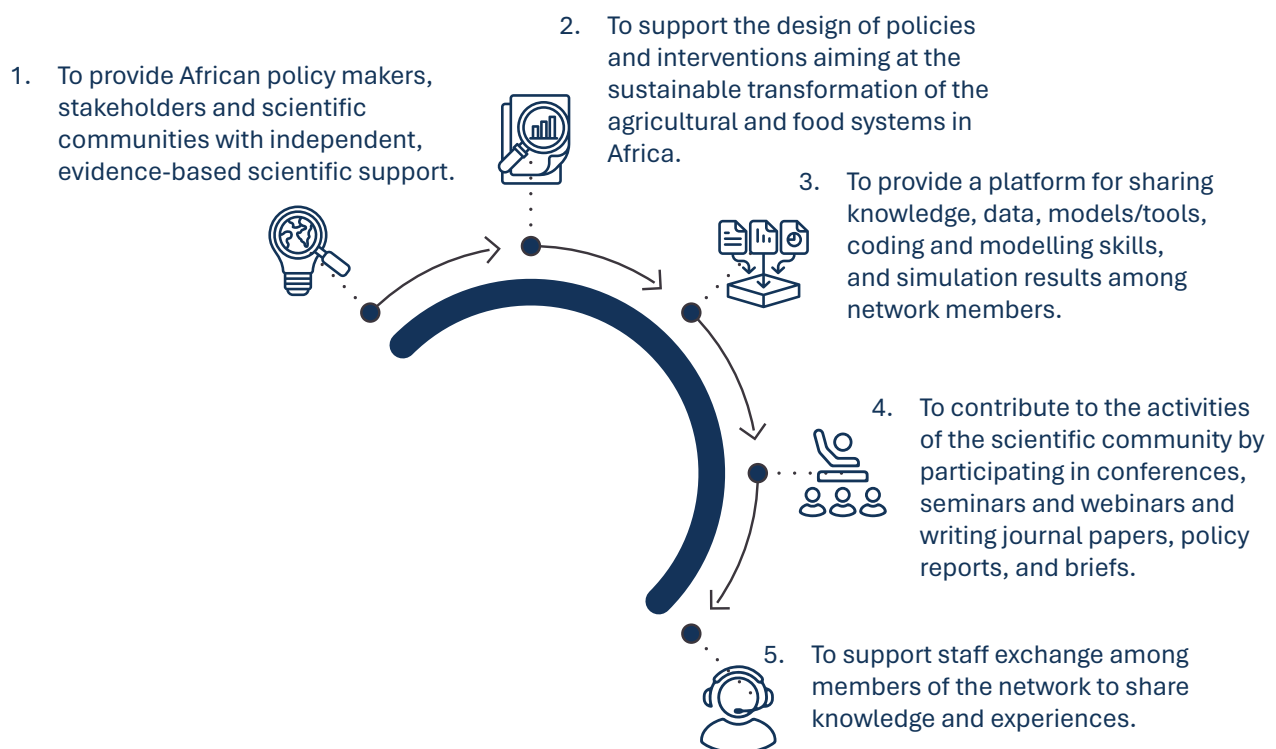 1. To provide African policy makers,
stakeholders and scientific
communities with independent,
evidence-based scientific support.
2. To support the design of policies
and interventions aiming at the
sustainable transformation of the
agricultural and food systems in
Africa.
3. To provide a platform for sharing
knowledge, data, models/tools,
coding and modelling skills,
and simulation results among
network members.
4. To contribute to the activities
of the scientific community by
participating in conferences,
seminars and webinars and
writing journal papers, policy
reports, and briefs.
5. To support staff exchange among
members of the network to share
knowledge and experiences.